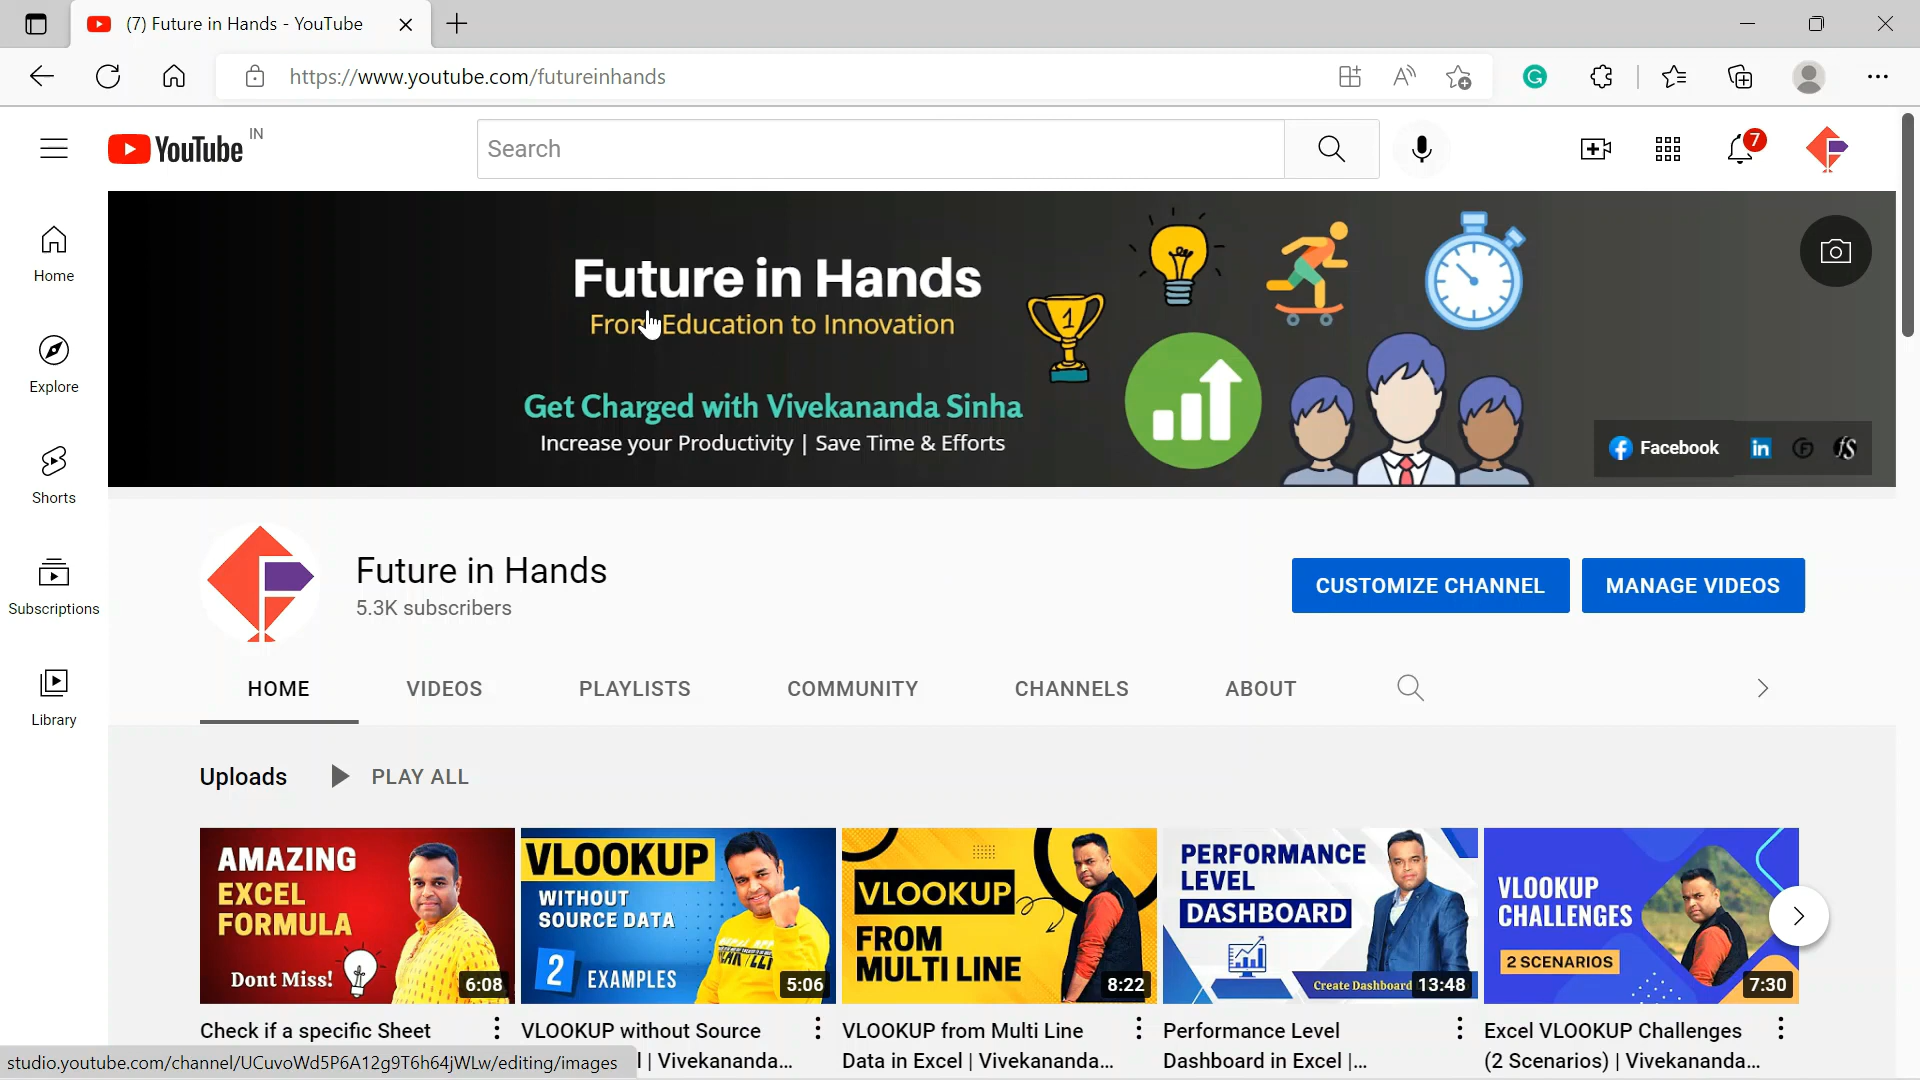 (7) Future in Hands - YouTube
https://www.youtube.com/futureinhands
YouTube IN
Search
7
Home
Explore
Shorts
Subscriptions
Library
Future in Hands
From Education to Innovation
Get Charged with Vivekananda Sinha
Increase your Productivity | Save Time & Efforts
1
Facebook
in
Future in Hands
5.3K subscribers
CUSTOMIZE CHANNEL
MANAGE VIDEOS
HOME
VIDEOS
PLAYLISTS
COMMUNITY
CHANNELS
ABOUT
Uploads
PLAY ALL
AMAZING
EXCEL
FORMULA
Dont Miss!
6:08
VLOOKUP
WITHOUT
SOURCE DATA
2 EXAMPLES
5:06
VLOOKUP
FROM
MULTI LINE
8:22
PERFORMANCE
LEVEL
DASHBOARD
Create Dashboard
13:48
VLOOKUP
CHALLENGES
2 SCENARIOS
7:30
Check if a specific Sheet
VLOOKUP without Source
| Vivekananda...
VLOOKUP from Multi Line
Data in Excel | Vivekananda...
Performance Level
Dashboard in Excel |...
Excel VLOOKUP Challenges
(2 Scenarios) | Vivekananda...
studio.youtube.com/channel/UCuvoWd5P6A12g9T6h64jWLw/editing/images